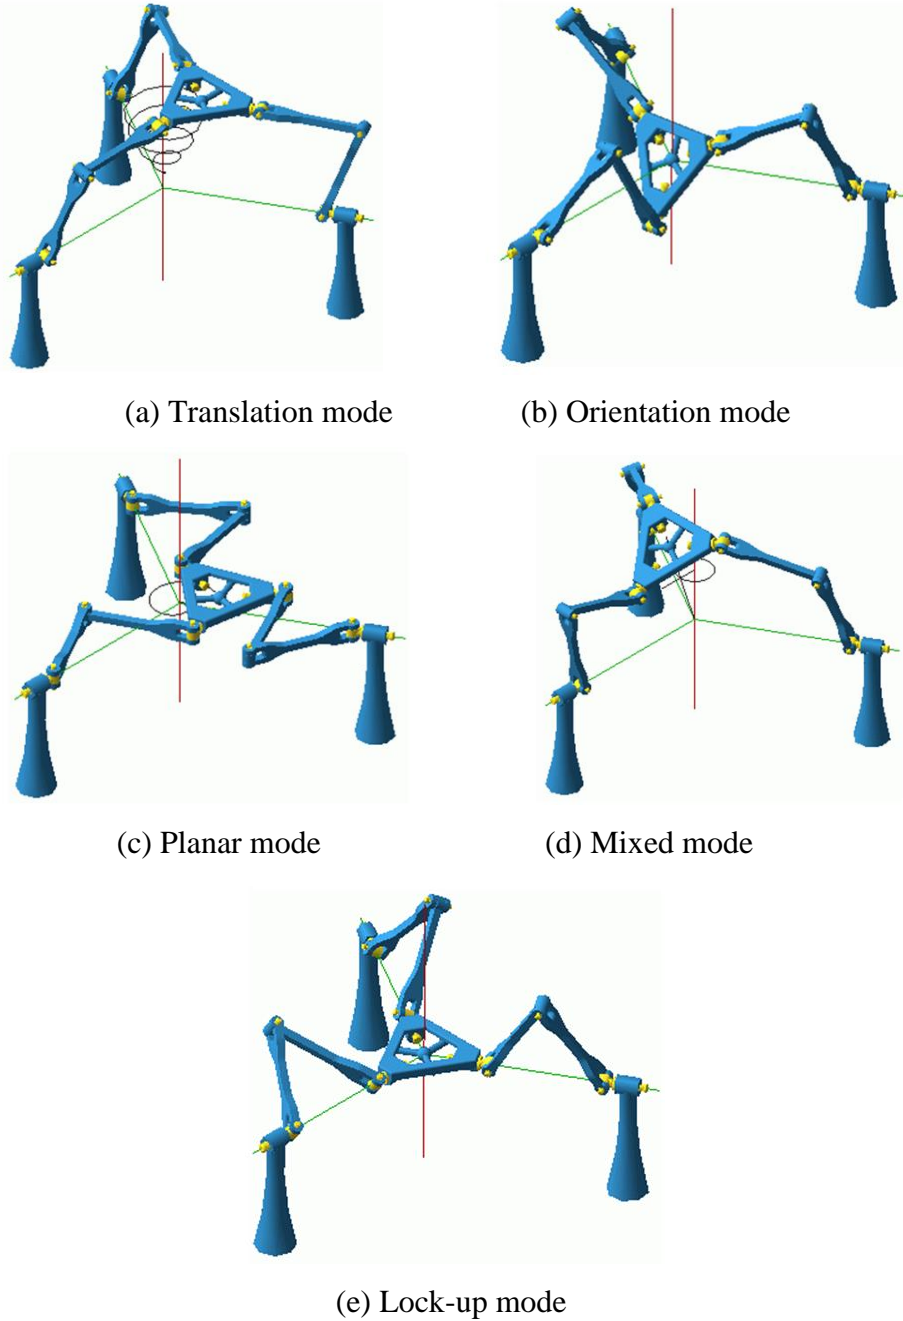 (a) Translation mode
(b) Orientation mode
(c) Planar mode
(d) Mixed mode
(e) Lock-up mode